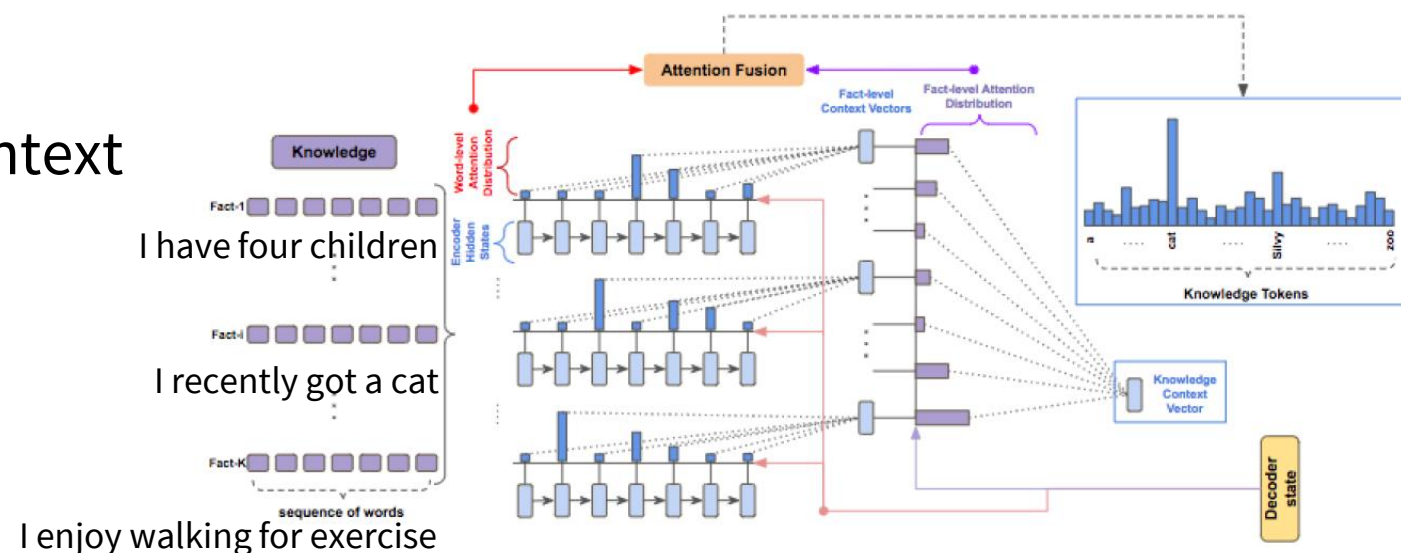 ntext
Knowledge
Fact-1
I have four children
Fact-i
I recently got a cat
Fact-K
sequence of words
I enjoy walking for exercise
Word-level
Attention
Distribution
Encoder
Hidden
States
Attention Fusion
Fact-level
Context Vectors
Fact-level Attention
Distribution
a
cat
Silvy
zoo
Knowledge Tokens
Knowledge
Context
Vector
Decoder
state